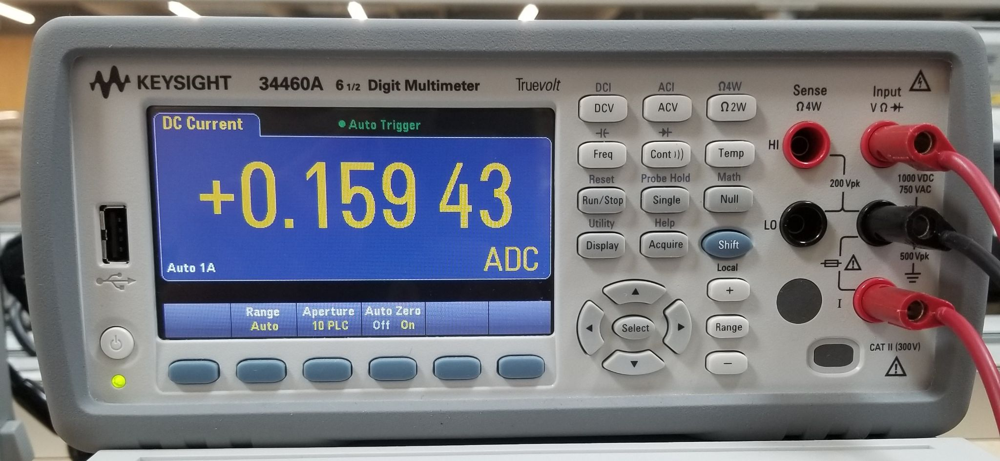 KEYSIGHT 34460A 6 1/2 Digit Multimeter Truevolt
DC Current
Auto Trigger
+0.159 43
ADC
Auto 1A
Range
Auto
Aperture
10 PLC
Auto Zero
Off On
DCI ACI Ω4W
DCV ACV Ω 2W
Freq Cont Temp
Reset Probe Hold Math
Run/Stop Single Null
Utility Help
Display Acquire Shift
Local
+
Select Range
−
Sense
Ω 4W
Input
V Ω
HI
200 Vpk
1000 VDC
750 VAC
LO
500 Vpk
I
CAT II (300V)